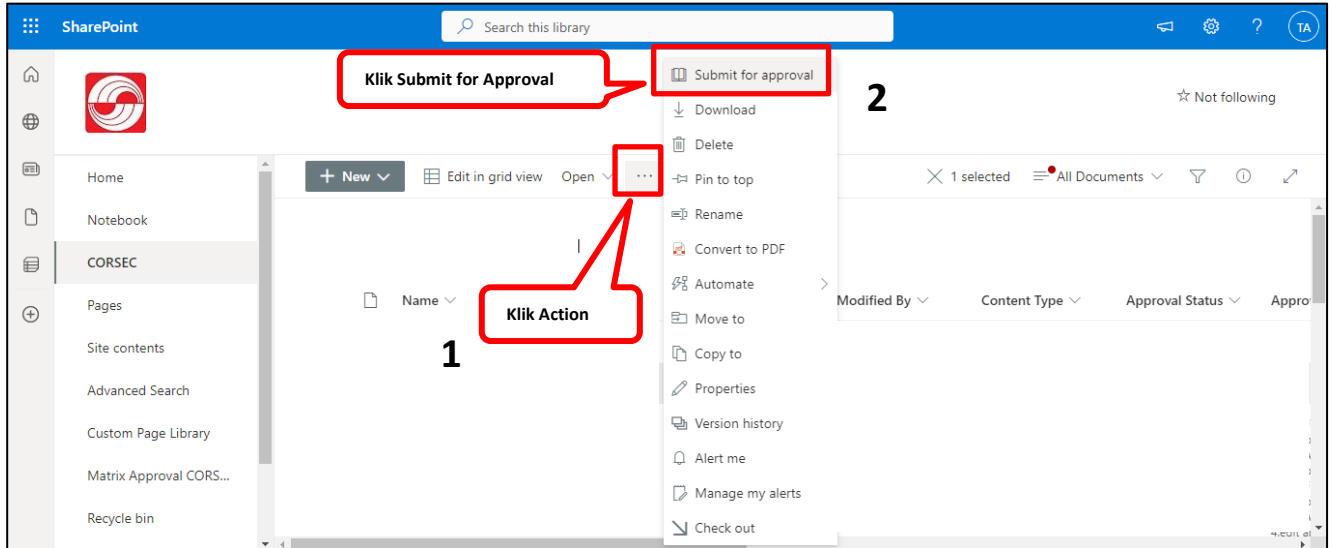 SharePoint
Search this library
TA
Klik Submit for Approval
Submit for approval
2
Not following
Download
Delete
Home
New
Edit in grid view
Open
...
Pin to top
1 selected
All Documents
Notebook
Rename
CORSEC
Convert to PDF
Automate
Pages
Name
Klik Action
Modified By
Content Type
Approval Status
Appro
Move to
Site contents
1
Copy to
Advanced Search
Properties
Custom Page Library
Version history
Alert me
Matrix Approval CORS...
Manage my alerts
Recycle bin
Check out